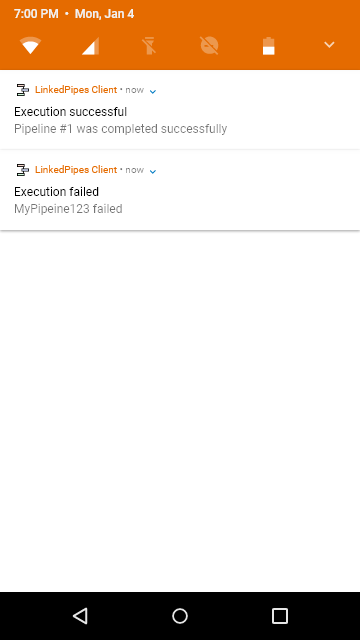 7:00 PM • Mon, Jan 4
LinkedPipes Client • now
Execution successful
Pipeline #1 was completed successfully
LinkedPipes Client • now
Execution failed
MyPipeine123 failed